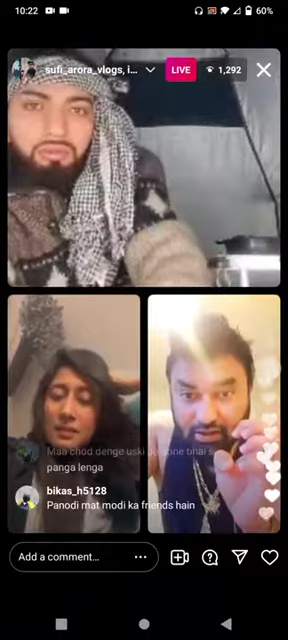 10:22
60%
sufi_arora_vlogs, i...
LIVE
1,292
Maa chod denge uski apne bhai s
panga lenga
bikas_h5128
Panodi mat modi ka friends hain
Add a comment...